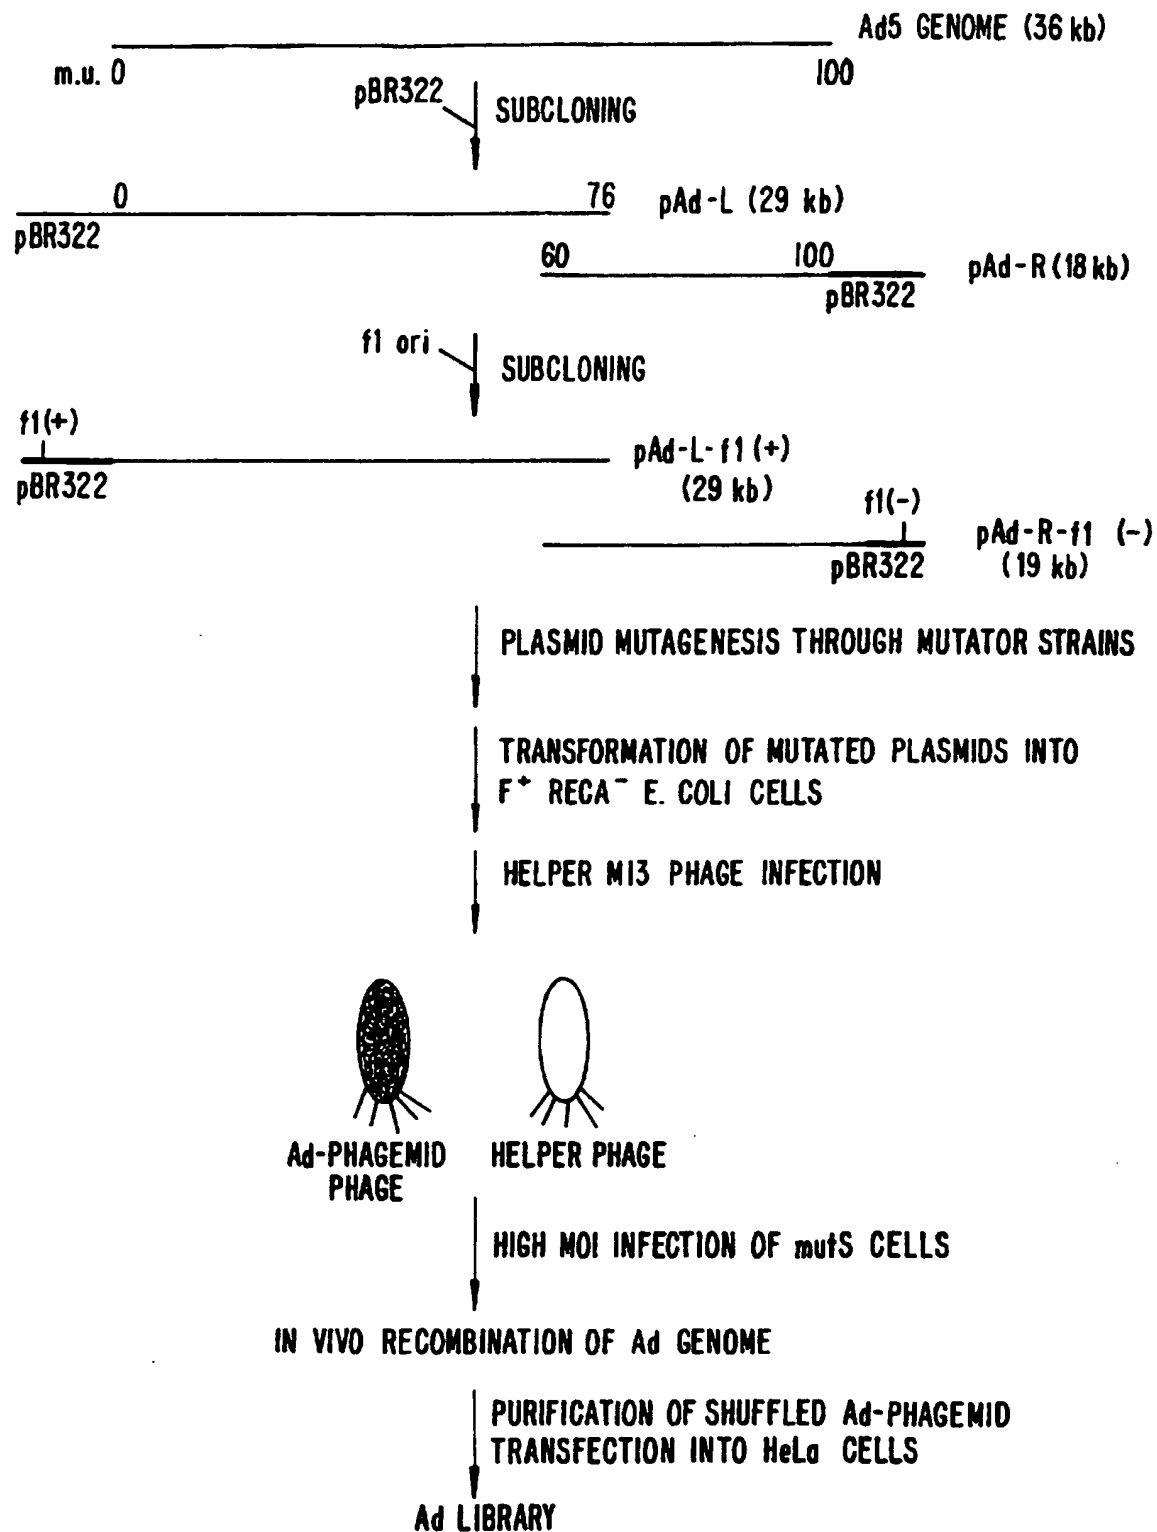 Ad5 GENOME (36 kb)
m.u. 0
100
pBR322
SUBCLONING
0
76
pAd-L (29 kb)
pBR322
60
100
pAd-R (18 kb)
pBR322
f1 ori
SUBCLONING
f1(+)
pAd-L-f1 (+)
(29 kb)
pBR322
f1(-)
pAd-R-f1 (-)
(19 kb)
pBR322
PLASMID MUTAGENESIS THROUGH MUTATOR STRAINS
TRANSFORMATION OF MUTATED PLASMIDS INTO
F⁺ RECA⁻ E. COLI CELLS
HELPER M13 PHAGE INFECTION
Ad-PHAGEMID
PHAGE
HELPER PHAGE
HIGH MOI INFECTION OF mutS CELLS
IN VIVO RECOMBINATION OF Ad GENOME
PURIFICATION OF SHUFFLED Ad-PHAGEMID
TRANSFECTION INTO HeLa CELLS
Ad LIBRARY